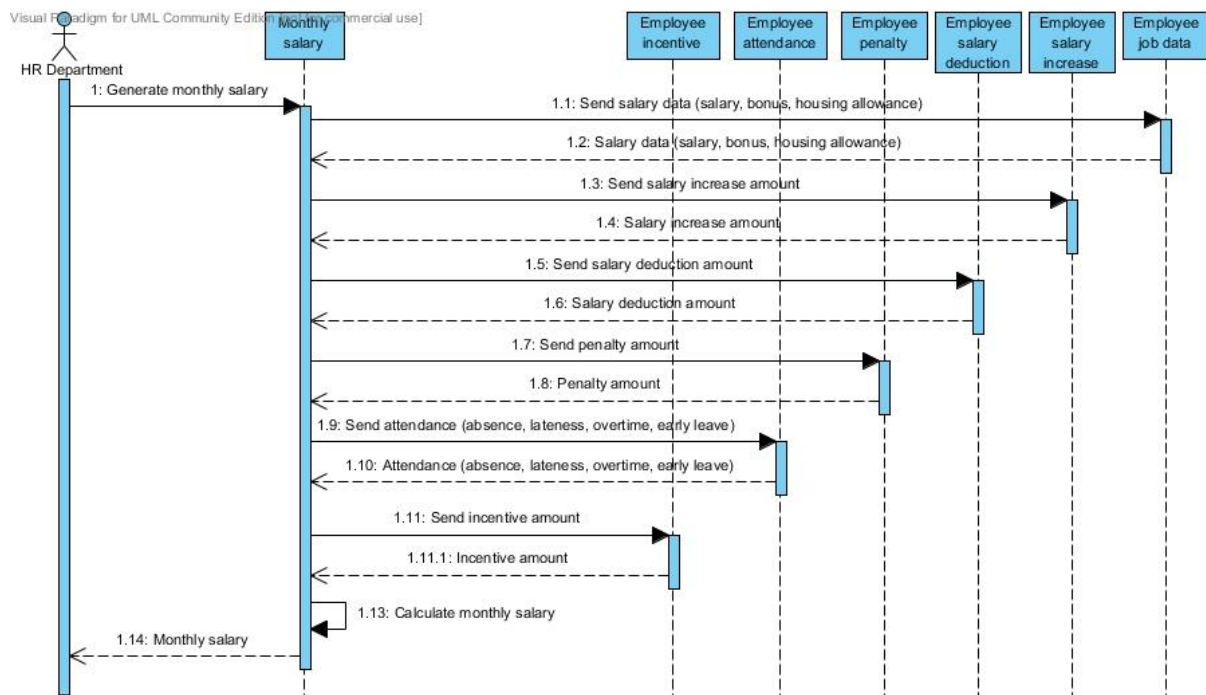 Visual Paradigm for UML Community Edition [not for commercial use]
HR Department
Monthly
salary
Employee
incentive
Employee
attendance
Employee
penalty
Employee
salary
deduction
Employee
salary
increase
Employee
job data
1: Generate monthly salary
1.1: Send salary data (salary, bonus, housing allowance)
1.2: Salary data (salary, bonus, housing allowance)
1.3: Send salary increase amount
1.4: Salary increase amount
1.5: Send salary deduction amount
1.6: Salary deduction amount
1.7: Send penalty amount
1.8: Penalty amount
1.9: Send attendance (absence, lateness, overtime, early leave)
1.10: Attendance (absence, lateness, overtime, early leave)
1.11: Send incentive amount
1.11.1: Incentive amount
1.13: Calculate monthly salary
1.14: Monthly salary